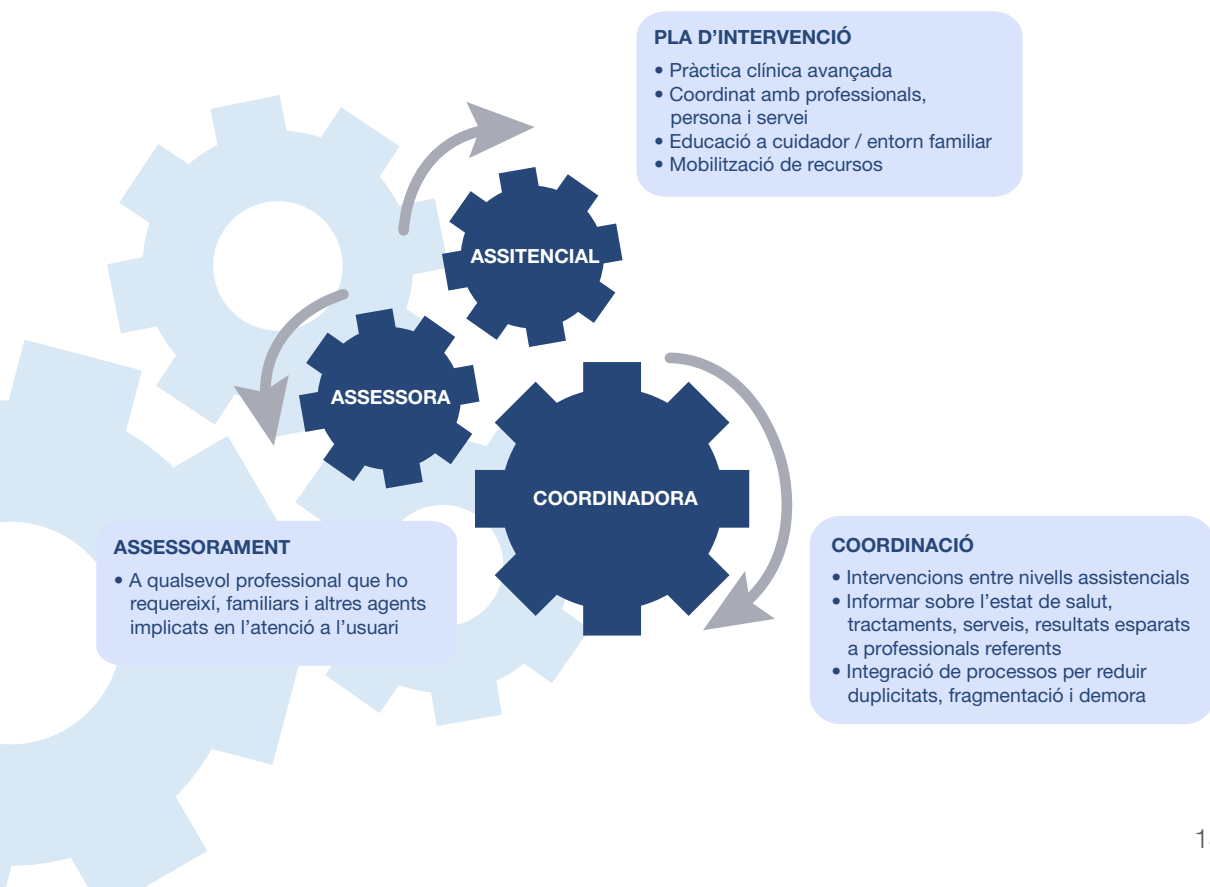 PLA D'INTERVENCIÓ
• Pràctica clínica avançada
• Coordinat amb professionals,
persona i servei
• Educació a cuidador / entorn familiar
• Mobilització de recursos
ASSITENCIAL
ASSESSORA
COORDINADORA
ASSESSORAMENT
• A qualsevol professional que ho
requereixí, familiars i altres agents
implicats en l'atenció a l'usuari
COORDINACIÓ
• Intervencions entre nivells assistencials
• Informar sobre l'estat de salut,
tractaments, serveis, resultats esparats
a professionals referents
• Integració de processos per reduir
duplicitats, fragmentació i demora